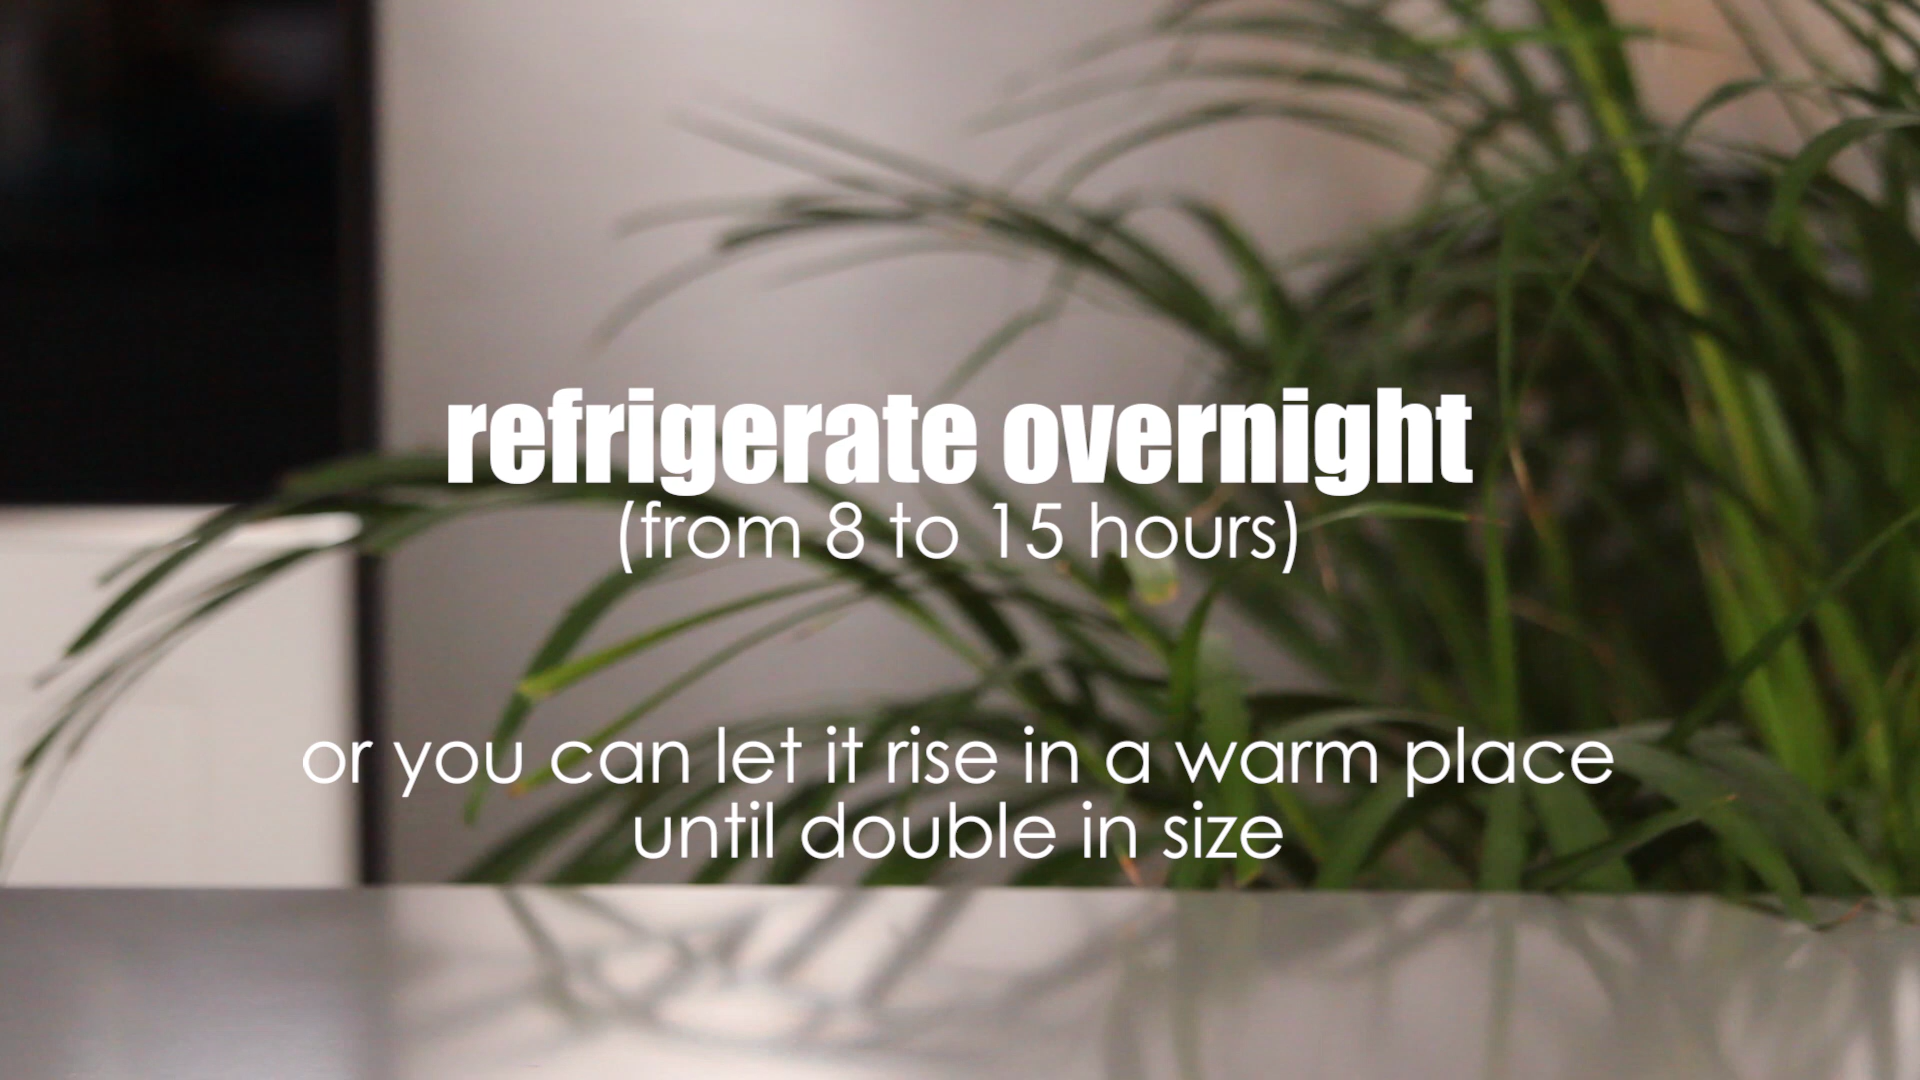 refrigerate overnight
(from 8 to 15 hours)
or you can let it rise in a warm place
until double in size